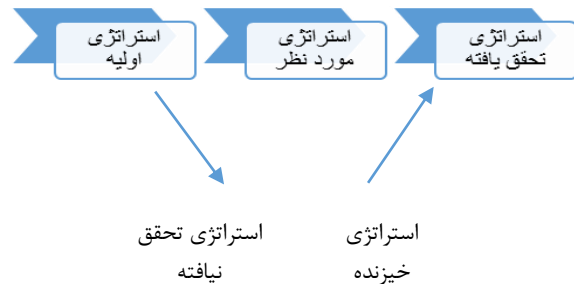 استراتژی
اولیه
استراتژی
مورد نظر
استراتژی
تحقق یافته
استراتژی تحقق
نیافته
استراتژی
خیزنده